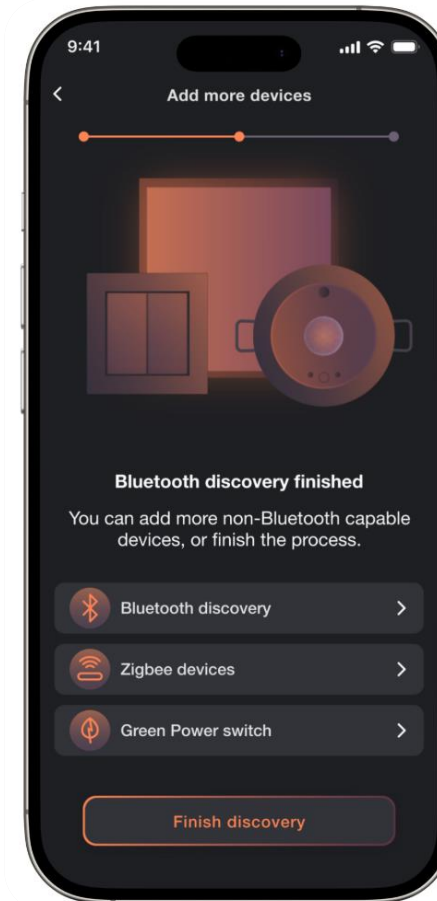 9:41
Add more devices
Bluetooth discovery finished
You can add more non-Bluetooth capable
devices, or finish the process.
Bluetooth discovery
Zigbee devices
Green Power switch
Finish discovery